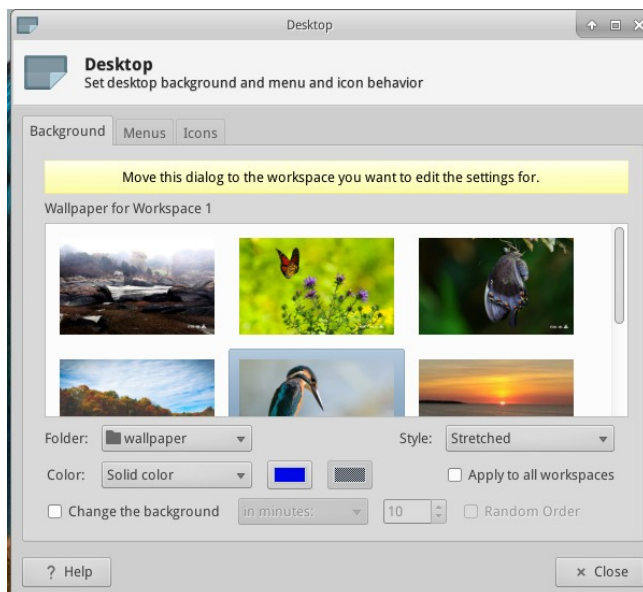 Desktop
Desktop
Set desktop background and menu and icon behavior
Background Menus Icons
Move this dialog to the workspace you want to edit the settings for.
Wallpaper for Workspace 1
Folder: wallpaper Style: Stretched
Color: Solid color Apply to all workspaces
Change the background in minutes: 10 Random Order
? Help × Close